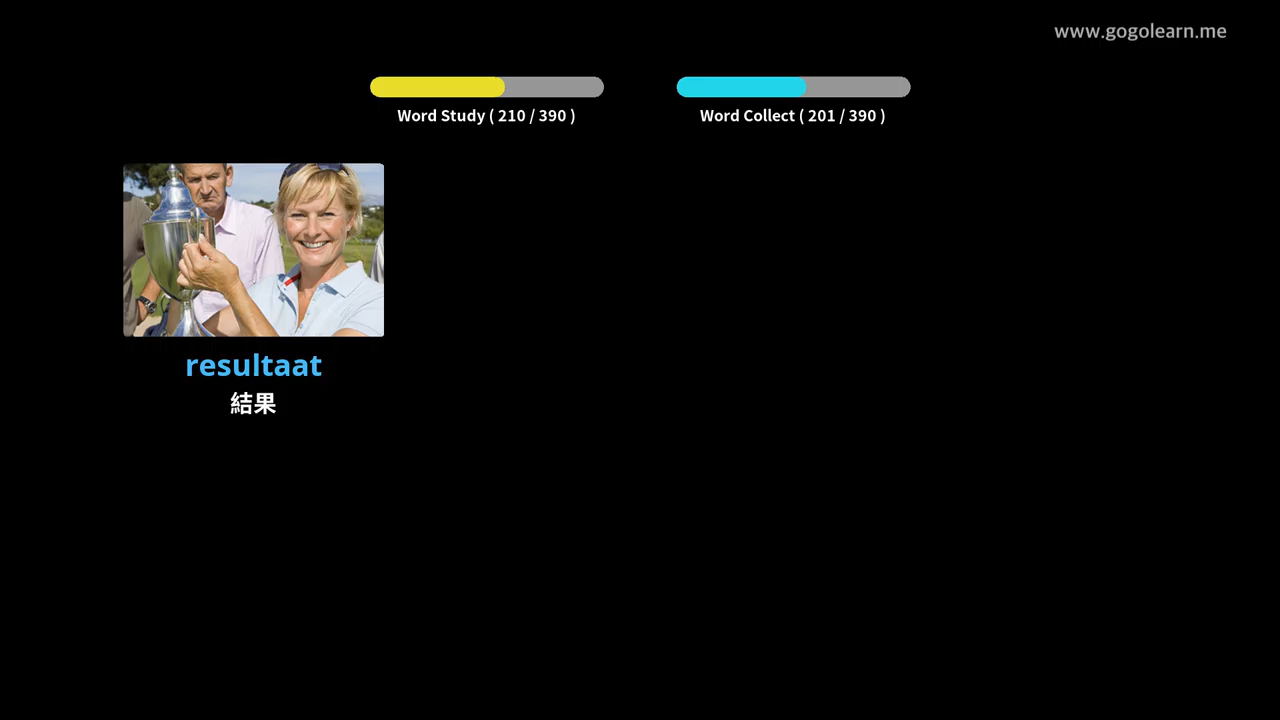 www.gogolearn.me
Word Study ( 210 / 390 )
Word Collect ( 201 / 390 )
resultaat
結果